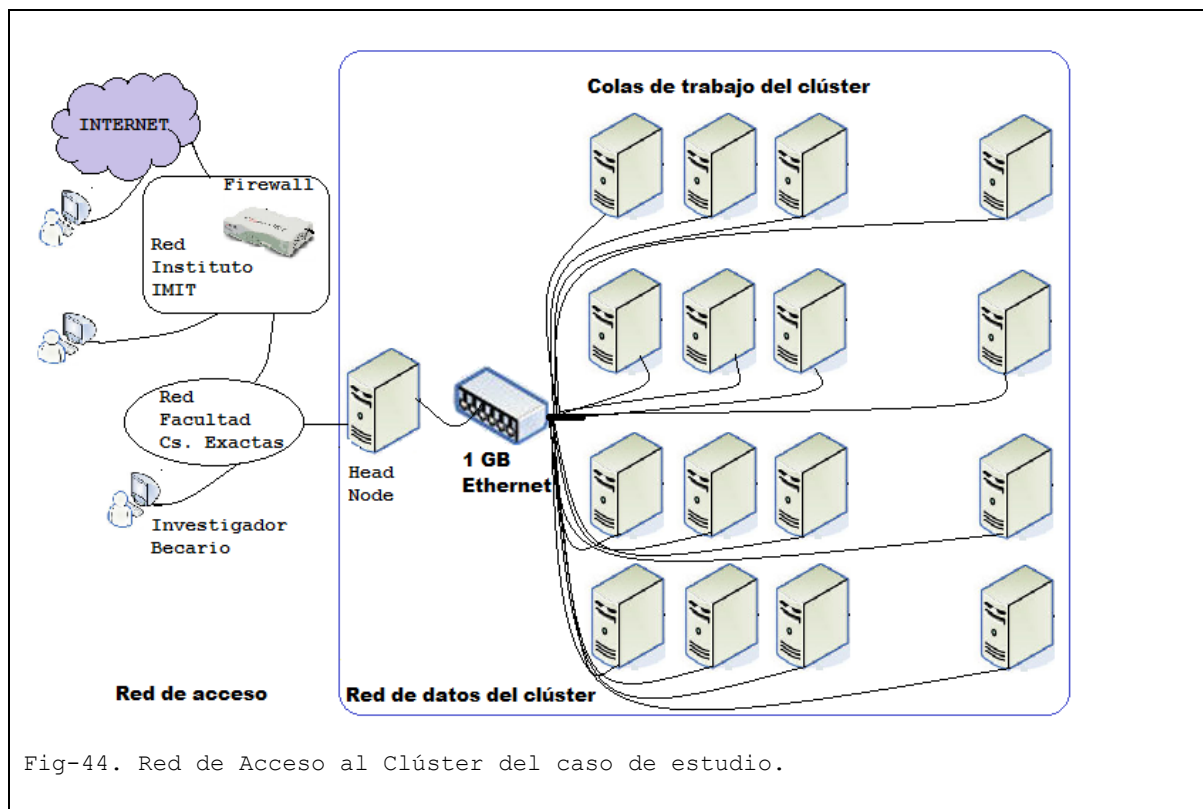 Colas de trabajo del clúster
INTERNET
Firewall
Red
Instituto
IMIT
Red
Facultad
Cs. Exactas
Head
Node
1 GB
Ethernet
Investigador
Becario
Red de acceso
Red de datos del clúster
Fig-44. Red de Acceso al Clúster del caso de estudio.